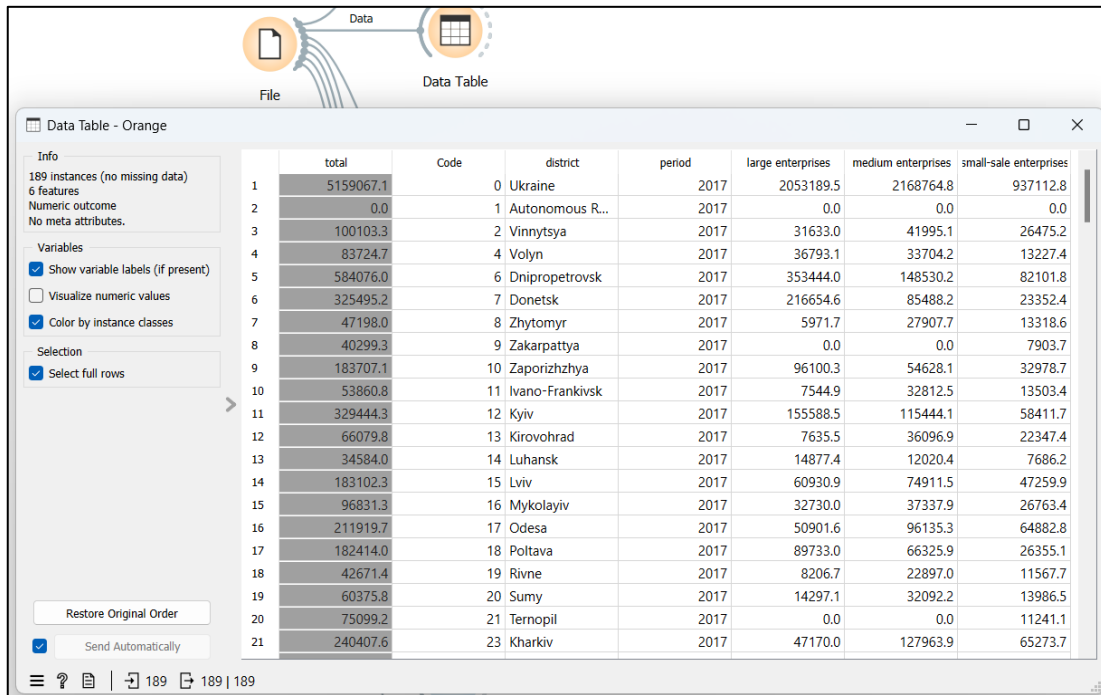 Data
File
Data Table
Data Table - Orange
Info
189 instances (no missing data)
6 features
Numeric outcome
No meta attributes.
Variables
Show variable labels (if present)
Visualize numeric values
Color by instance classes
Selection
Select full rows
Restore Original Order
Send Automatically
total Code district period large enterprises medium enterprises small-sale enterprises
1 5159067.1 0 Ukraine 2017 2053189.5 2168764.8 937112.8
2 0.0 1 Autonomous R... 2017 0.0 0.0 0.0
3 100103.3 2 Vinnytsya 2017 31633.0 41995.1 26475.2
4 83724.7 4 Volyn 2017 36793.1 33704.2 13227.4
5 584076.0 6 Dnipropetrovsk 2017 353444.0 148530.2 82101.8
6 325495.2 7 Donetsk 2017 216654.6 85488.2 23352.4
7 47198.0 8 Zhytomyr 2017 5971.7 27907.7 13318.6
8 40299.3 9 Zakarpattya 2017 0.0 0.0 7903.7
9 183707.1 10 Zaporizhzhya 2017 96100.3 54628.1 32978.7
10 53860.8 11 Ivano-Frankivsk 2017 7544.9 32812.5 13503.4
11 329444.3 12 Kyiv 2017 155588.5 115444.1 58411.7
12 66079.8 13 Kirovohrad 2017 7635.5 36096.9 22347.4
13 34584.0 14 Luhansk 2017 14877.4 12020.4 7686.2
14 183102.3 15 Lviv 2017 60930.9 74911.5 47259.9
15 96831.3 16 Mykolayiv 2017 32730.0 37337.9 26763.4
16 211919.7 17 Odesa 2017 50901.6 96135.3 64882.8
17 182414.0 18 Poltava 2017 89733.0 66325.9 26355.1
18 42671.4 19 Rivne 2017 8206.7 22897.0 11567.7
19 60375.8 20 Sumy 2017 14297.1 32092.2 13986.5
20 75099.2 21 Ternopil 2017 0.0 0.0 11241.1
21 240407.6 23 Kharkiv 2017 47170.0 127963.9 65273.7
189 189 | 189